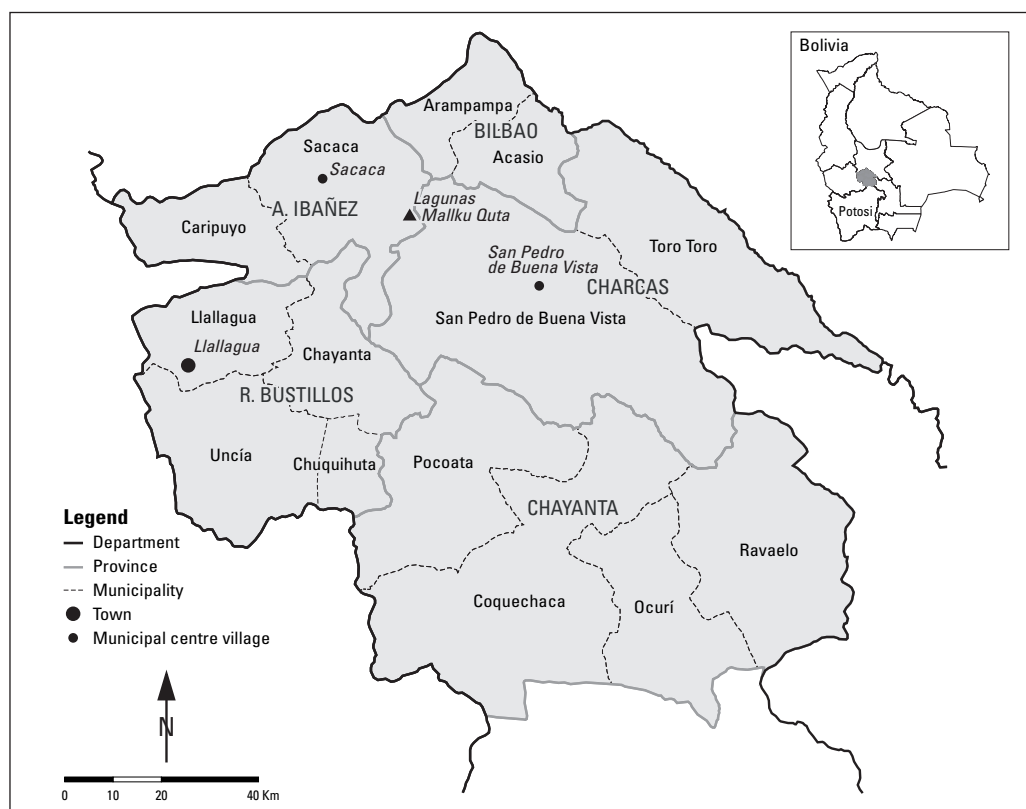 Bolivia
Potosi
Arampampa
BILBAO
Acasio
Sacaca
Sacaca
A. IBAÑEZ
Lagunas
Mallku Quta
Caripuyo
Toro Toro
San Pedro
de Buena Vista
CHARCAS
San Pedro de Buena Vista
Llallagua
Llallagua
Chayanta
R. BUSTILLOS
Uncía
Chuquihuta
Pocoata
CHAYANTA
Ravaelo
Coquechaca
Ocurí
Legend
Department
Province
Municipality
Town
Municipal centre village
N
0 10 20 40 Km